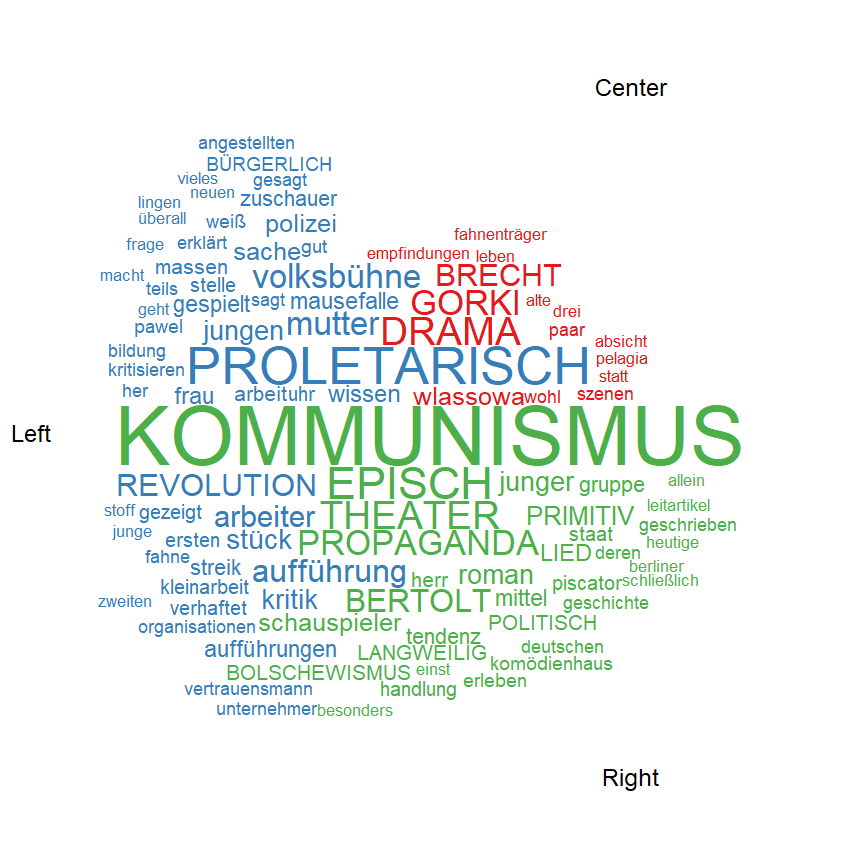 Center
angestellten
BÜRGERLICH
vieles gesagt
neuen zuschauer
lingen
überall weiß polizei
fahnenträger
frage erklärt sache gut
empfindungen leben
macht massen volksbühne BRECHT
teils stelle
geht gespielt sagt mausefalle GORKI alte
drei
pawel jungen mutter DRAMA paar
absicht
bildung PROLETARISCH pelagia
kritisieren statt
her frau arbeit uhr wissen wlassowa wohl szenen
Left KOMMUNISMUS
REVOLUTION EPISCH junger gruppe allein
stoff gezeigt arbeiter THEATER PRIMITIV leitartikel
geschrieben
junge ersten stück PROPAGANDA LIED staat deren heutige
fahne streik aufführung herr roman berliner
kleinarbeit piscator schließlich
zweiten verhaftet kritik BERTOLT mittel geschichte
organisationen schauspieler tendenz POLITISCH
aufführungen LANGWEILIG deutschen
BOLSCHEWISMUS einst komödienhaus
vertrauensmann handlung erleben
unternehmer besonders
Right